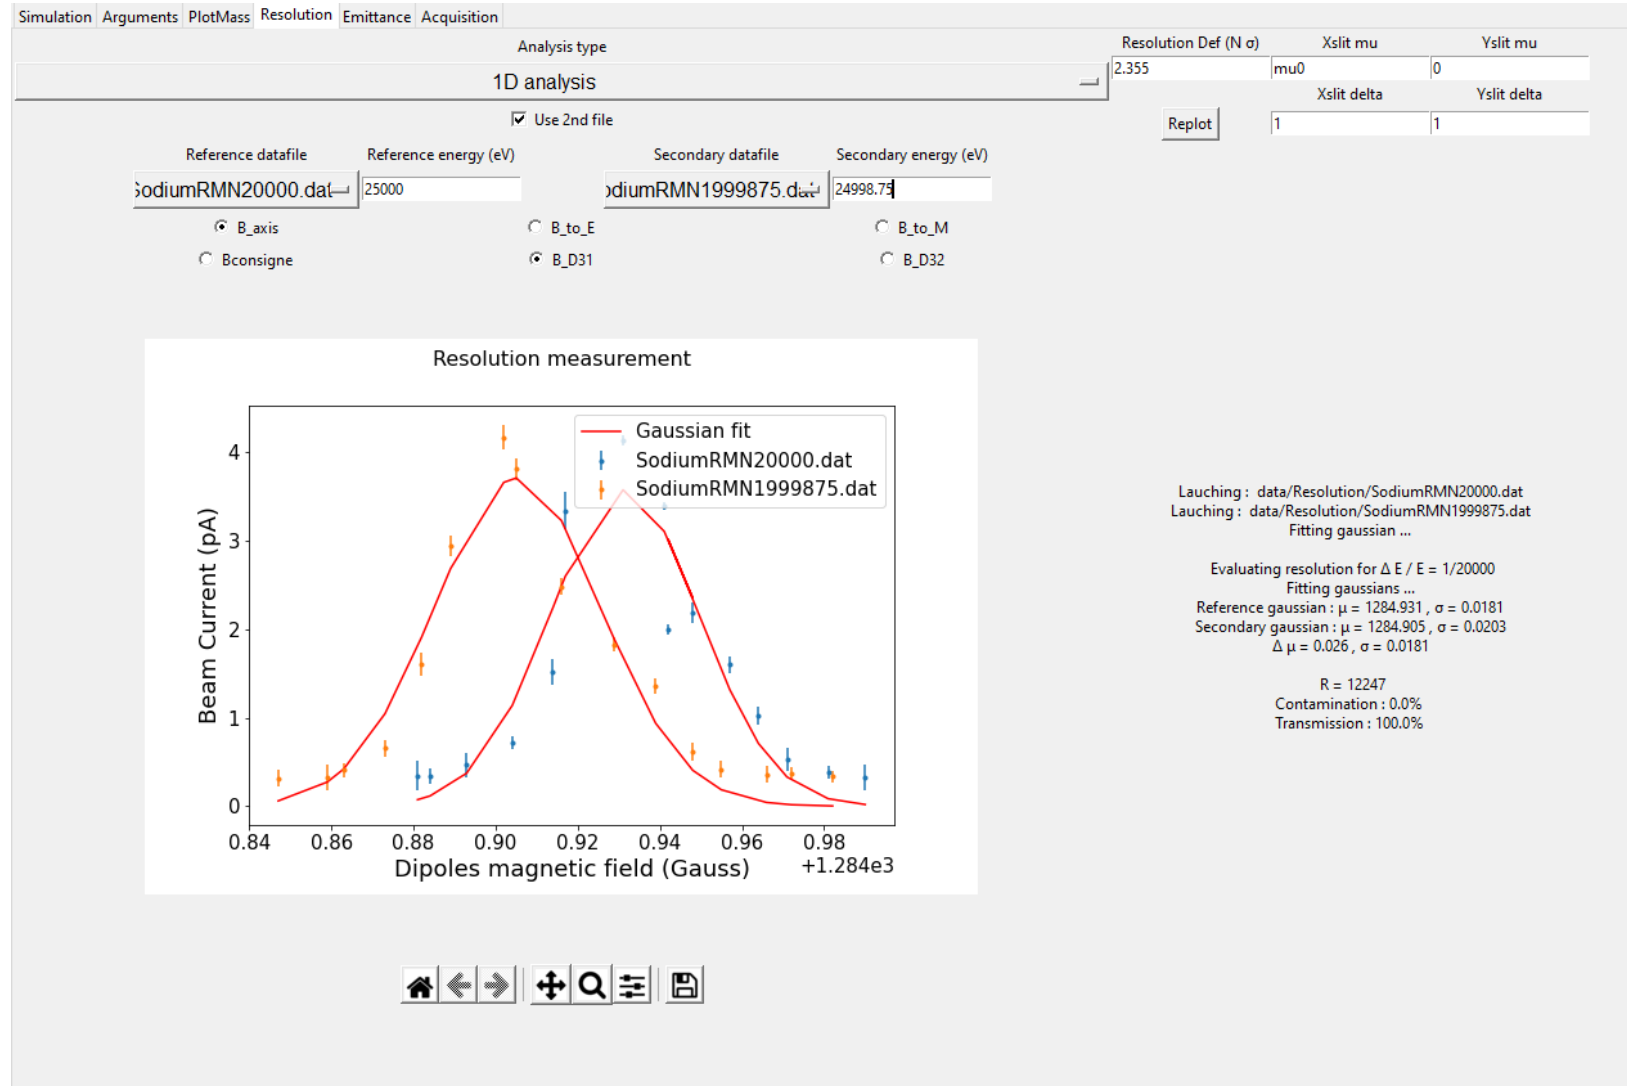 Simulation Arguments PlotMass Resolution Emittance Acquisition
Analysis type
1D analysis
Use 2nd file
Resolution Def (N σ) Xslit mu Yslit mu
2.355 mu0 0
Xslit delta Yslit delta
Replot 1 1
Reference datafile Reference energy (eV) Secondary datafile Secondary energy (eV)
SodiumRMN20000.dat 25000 odiumRMN1999875.dat 24998.75
B_axis B_to_E B_to_M
Bconsigne B_D31 B_D32
Resolution measurement
Gaussian fit
SodiumRMN20000.dat
SodiumRMN1999875.dat
Beam Current (pA)
4
3
2
1
0
0.84 0.86 0.88 0.90 0.92 0.94 0.96 0.98
+1.284e3
Dipoles magnetic field (Gauss)
Lauching : data/Resolution/SodiumRMN20000.dat
Lauching : data/Resolution/SodiumRMN1999875.dat
Fitting gaussian ...
Evaluating resolution for Δ E / E = 1/20000
Fitting gaussians ...
Reference gaussian : μ = 1284.931 , σ = 0.0181
Secondary gaussian : μ = 1284.905 , σ = 0.0203
Δ μ = 0.026 , σ = 0.0181
R = 12247
Contamination : 0.0%
Transmission : 100.0%